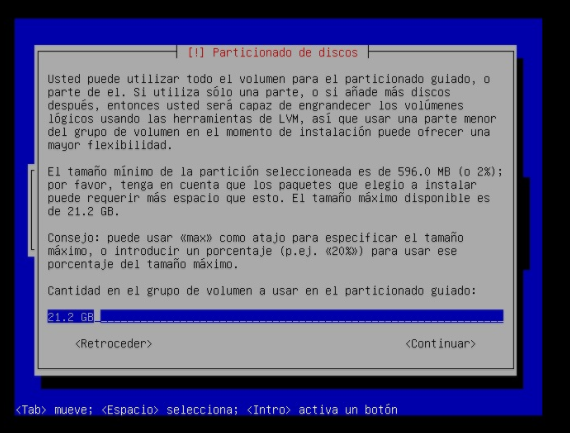 [!] Particionado de discos
Usted puede utilizar todo el volumen para el particionado guiado, o
parte de el. Si utiliza sólo una parte, o si añade más discos
después, entonces usted será capaz de engrandecer los volúmenes
lógicos usando las herramientas de LVM, así que usar una parte menor
del grupo de volumen en el momento de instalación puede ofrecer una
mayor flexibilidad.
El tamaño mínimo de la partición seleccioneada es de 596.0 MB (o 2%);
por favor, tenga en cuenta que los paquetes que elegio a instalar
puede requerir más espacio que esto. El tamaño máximo disponible es
de 21.2 GB.
Consejo: puede usar «max» como atajo para especificar el tamaño
máximo, o introducir un porcentaje (p.ej. «20%») para usar ese
porcentaje del tamaño máximo.
Cantidad en el grupo de volumen a usar en el particionado guiado:
21.2 GB
<Retroceder> <Continuar>
<Tab> mueve; <Espacio> selecciona; <Intro> activa un botón